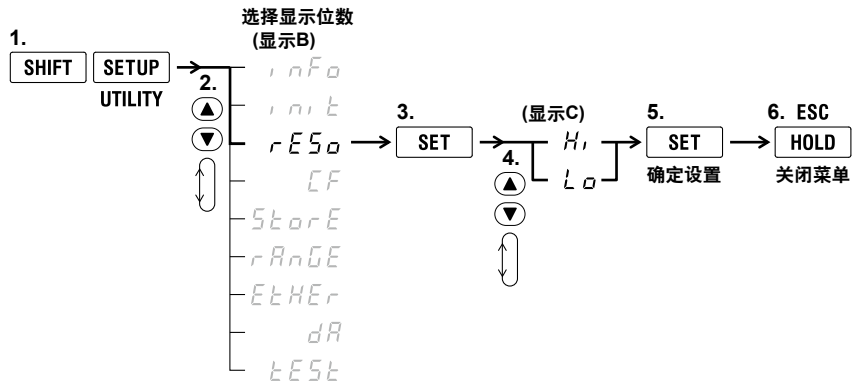 选择显示位数
(显示B)
1.
SHIFT
SETUP
UTILITY
2.
inFo
init
rESo
CF
StorE
rAnGE
EtHEr
dA
tESt
3.
SET
(显示C)
4.
Hi
Lo
5.
SET
确定设置
6. ESC
HOLD
关闭菜单